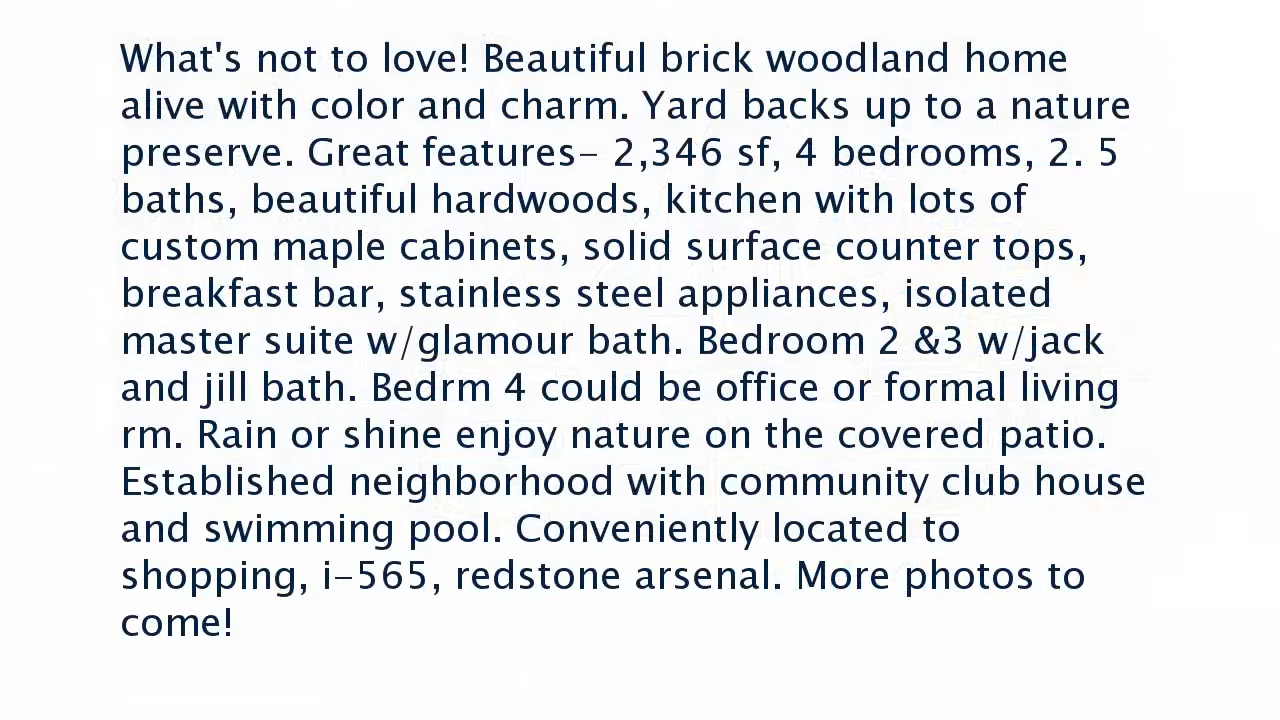 What's not to love! Beautiful brick woodland home
alive with color and charm. Yard backs up to a nature
preserve. Great features- 2,346 sf, 4 bedrooms, 2. 5
baths, beautiful hardwoods, kitchen with lots of
custom maple cabinets, solid surface counter tops,
breakfast bar, stainless steel appliances, isolated
master suite w/glamour bath. Bedroom 2 &3 w/jack
and jill bath. Bedrm 4 could be office or formal living
rm. Rain or shine enjoy nature on the covered patio.
Established neighborhood with community club house
and swimming pool. Conveniently located to
shopping, i-565, redstone arsenal. More photos to
come!